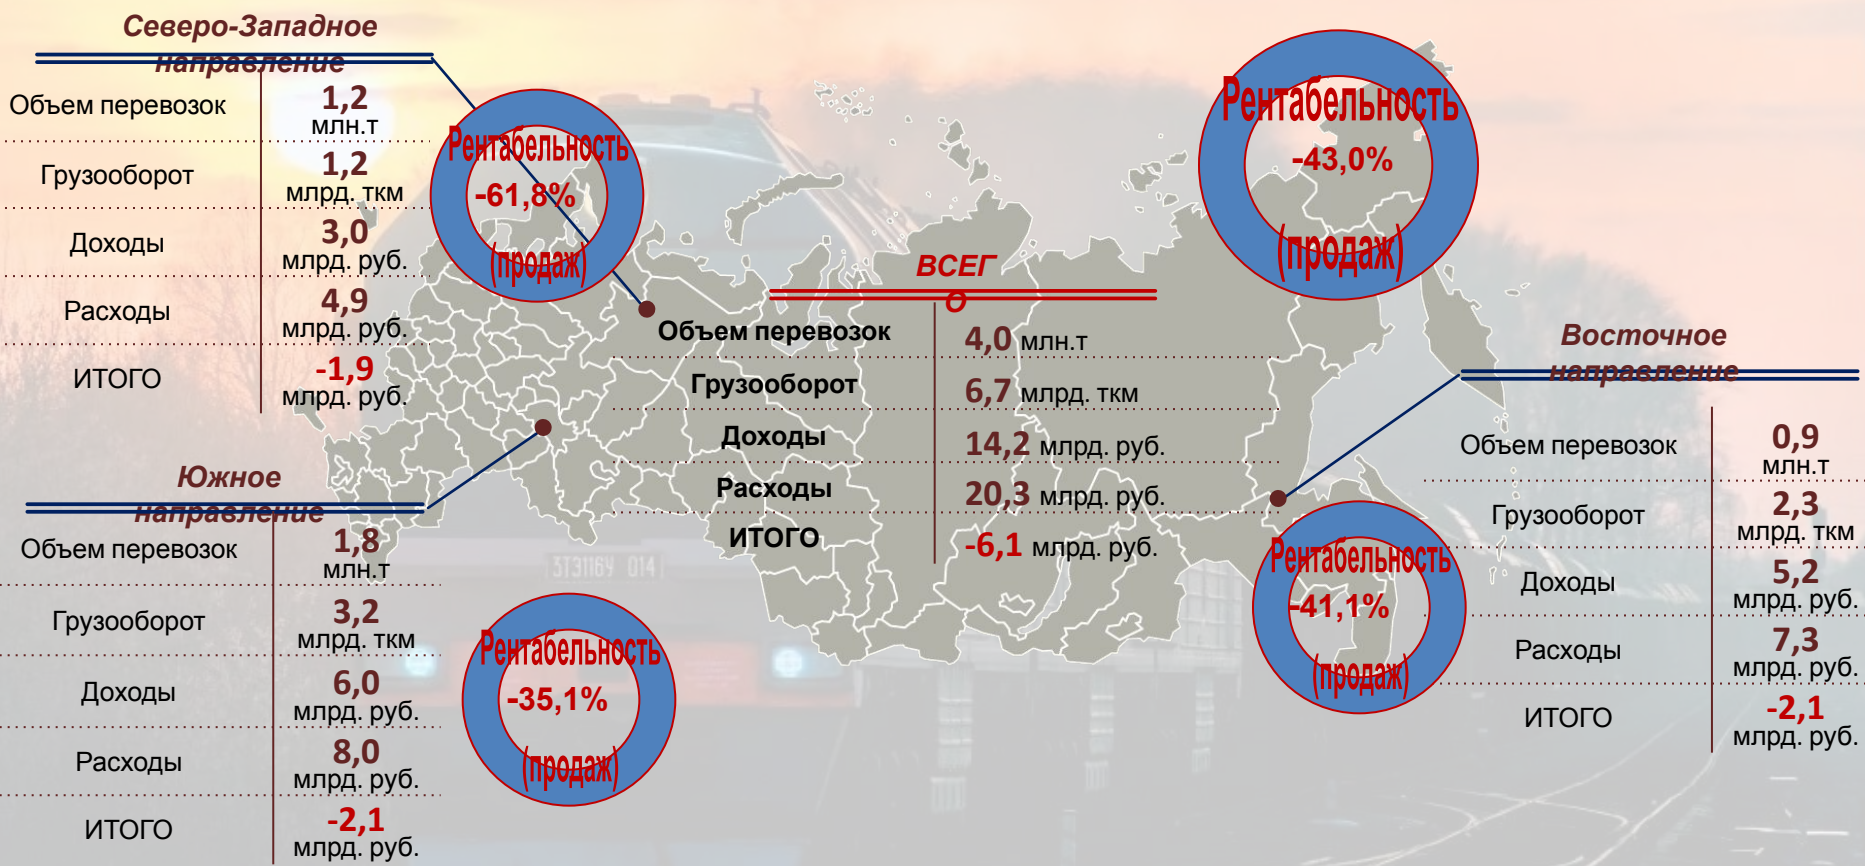 Северо-Западное
направление
Объем перевозок
1,2
млн.т
Грузооборот
1,2
млрд. ткм
Доходы
3,0
млрд. руб.
Расходы
4,9
млрд. руб.
ИТОГО
-1,9
млрд. руб.
Рентабельность
-61,8%
(продаж)
Рентабельность
-43,0%
(продаж)
ВСЕГ
О
Объем перевозок
4,0 млн.т
Грузооборот
6,7 млрд. ткм
Доходы
14,2 млрд. руб.
Расходы
20,3 млрд. руб.
ИТОГО
-6,1 млрд. руб.
Восточное
направление
Объем перевозок
0,9
млн.т
Грузооборот
2,3
млрд. ткм
Доходы
5,2
млрд. руб.
Расходы
7,3
млрд. руб.
ИТОГО
-2,1
млрд. руб.
Рентабельность
-41,1%
(продаж)
Южное
направление
Объем перевозок
1,8
млн.т
Грузооборот
3,2
млрд. ткм
Доходы
6,0
млрд. руб.
Расходы
8,0
млрд. руб.
ИТОГО
-2,1
млрд. руб.
Рентабельность
-35,1%
(продаж)